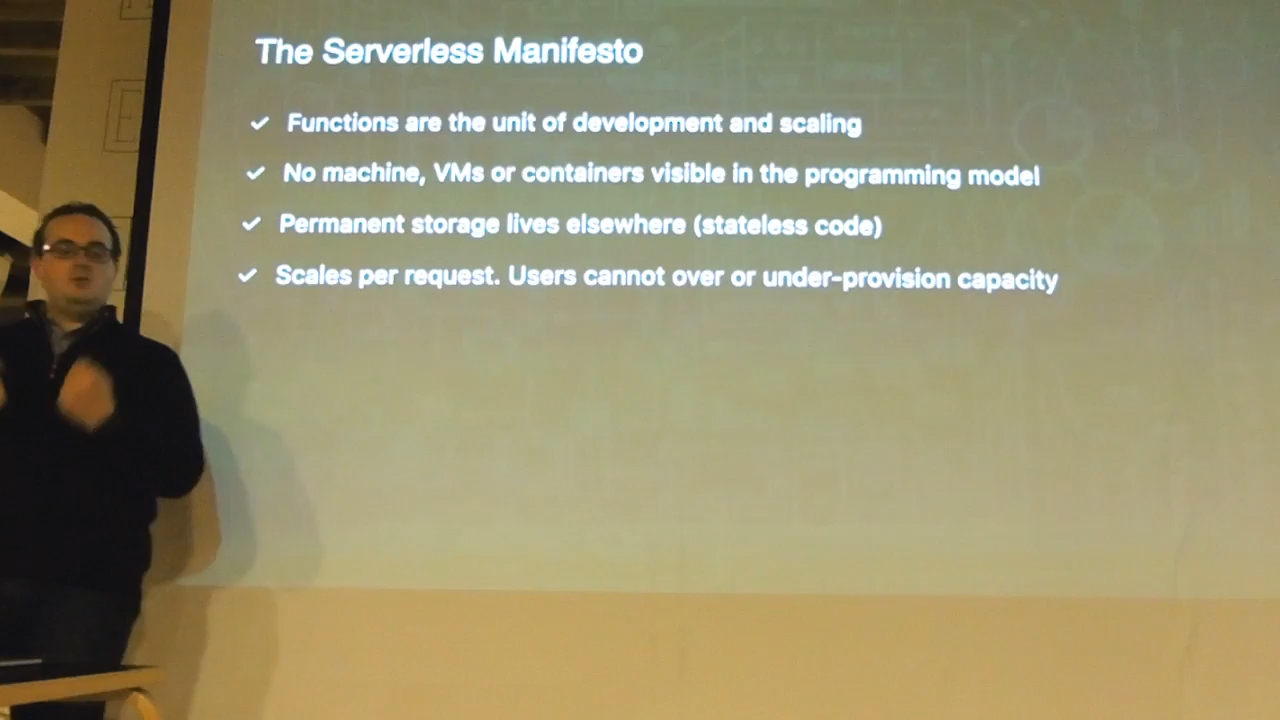 The Serverless Manifesto
Functions are the unit of development and scaling
No machine, VMs or containers visible in the programming model
Permanent storage lives elsewhere (stateless code)
Scales per request. Users cannot over or under-provision capacity